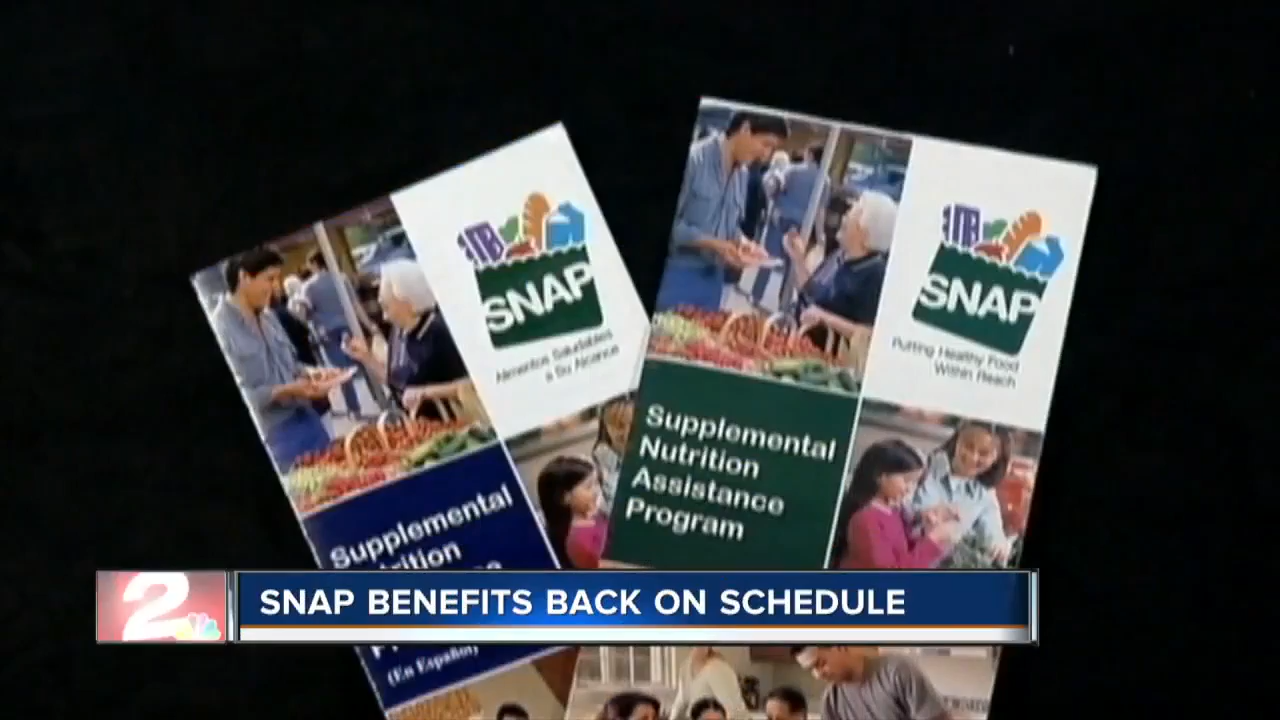 SNAP
Alimentos Saludables
a Su Alcance
Supplemental
(En Español)
SNAP
Putting Healthy Food
Within Reach
Supplemental
Nutrition
Assistance
Program
2
SNAP BENEFITS BACK ON SCHEDULE